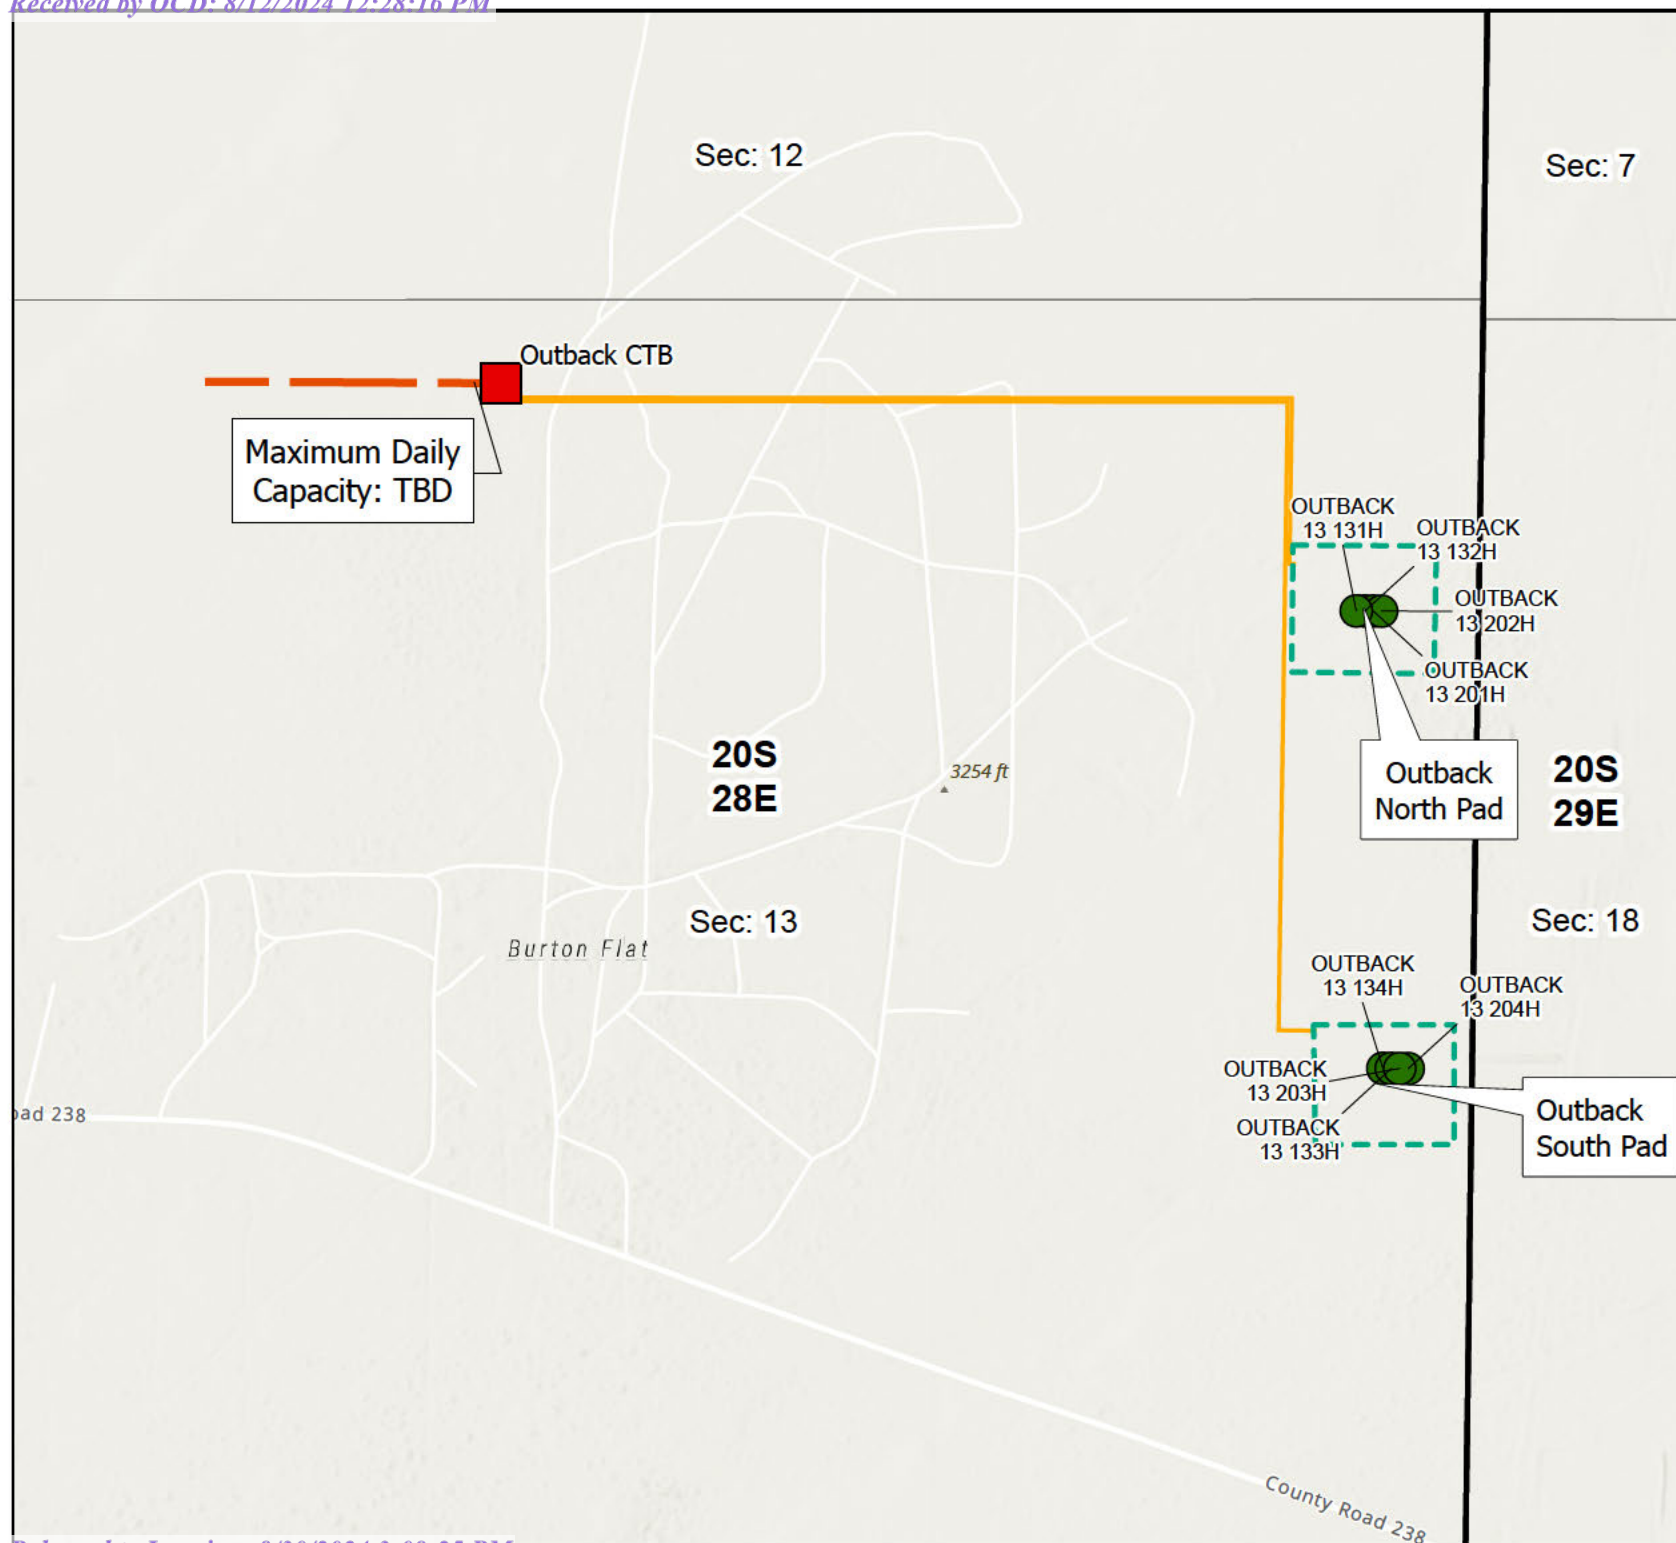 Received by OCD: 8/12/2024 12:28:16 PM
Sec: 12
Sec: 7
Outback CTB
Maximum Daily
Capacity: TBD
OUTBACK
13 131H
OUTBACK
13 132H
OUTBACK
13 202H
OUTBACK
13 201H
20S
28E
3254 ft
Outback
North Pad
20S
29E
Sec: 13
Sec: 18
Burton Flat
OUTBACK
13 134H
OUTBACK
13 204H
OUTBACK
13 203H
OUTBACK
13 133H
Outback
South Pad
oad 238
County Road 238